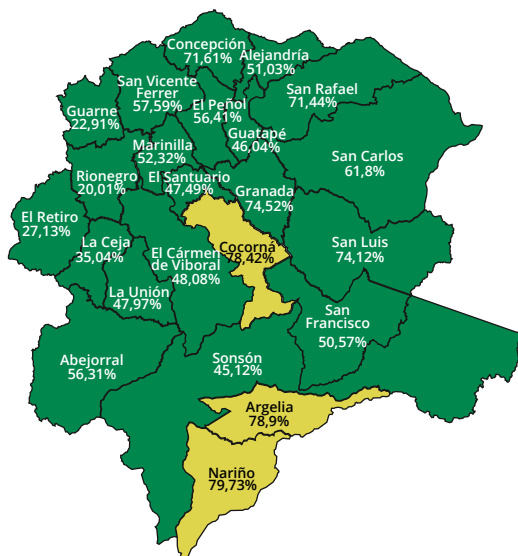 Concepción
71,61%
Alejandría
51,03%
San Vicente
Ferrer
57,59%
El Peñol
56,41%
San Rafael
71,44%
Guarne
22,91%
Guatapé
46,04%
Marinilla
52,32%
San Carlos
61,8%
Rionegro
20,01%
El Santuario
47,49%
Granada
74,52%
El Retiro
27,13%
La Ceja
35,04%
El Cármen
de Viboral
48,08%
Cocorná
78,42%
San Luis
74,12%
La Unión
47,97%
San
Francisco
50,57%
Abejorral
56,31%
Sonsón
45,12%
Argelia
78,9%
Nariño
79,73%